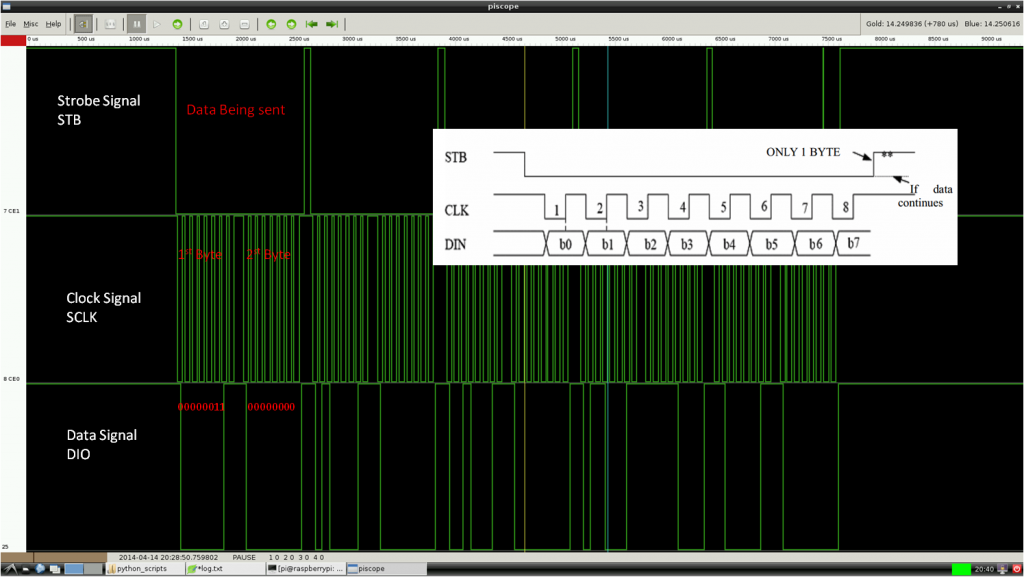 piscope
File Misc Help
Gold: 14.249836 (+780 us) Blue: 14.250616
0 us 500 us 1000 us 1500 us 2000 us 2500 us 3000 us 3500 us 4000 us 4500 us 5000 us 5500 us 6000 us 6500 us 7000 us 7500 us 8000 us 8500 us 9000 us
Strobe Signal
STB
Data Being sent
7 CE1
STB
ONLY 1 BYTE
**
If data
continues
CLK
1 2 3 4 5 6 7 8
DIN
b0 b1 b2 b3 b4 b5 b6 b7
1st Byte 2st Byte
Clock Signal
SCLK
8 CE0
00000011 00000000
Data Signal
DIO
25
2014-04-14 20:28:50.759802 PAUSE 1 0 2 0 3 0 4 0
python_scripts *log.txt [pi@raspberrypi: ... piscope
20:40